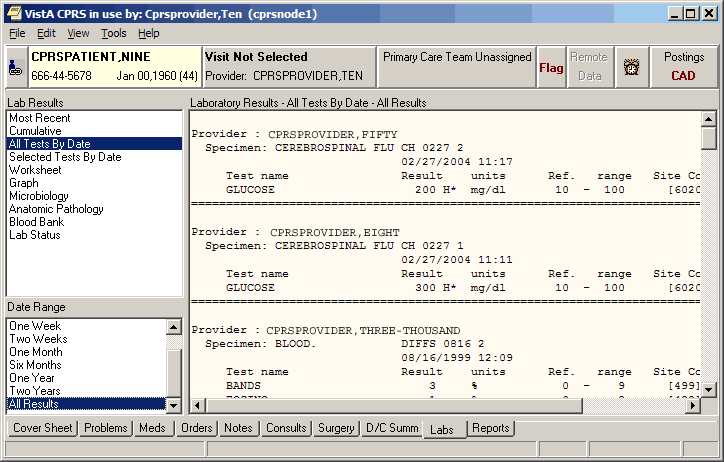 VistA CPRS in use by: Cprsprovider,Ten (cprsnode1)
File Edit View Tools Help
CPRSPATIENT,NINE
666-44-5678 Jan 00,1960 (44)
Visit Not Selected
Provider: CPRSPROVIDER,TEN
Primary Care Team Unassigned
Flag
Remote
Data
Postings
CAD
Lab Results
Most Recent
Cumulative
All Tests By Date
Selected Tests By Date
Worksheet
Graph
Microbiology
Anatomic Pathology
Blood Bank
Lab Status
Date Range
One Week
Two Weeks
One Month
Six Months
One Year
Two Years
All Results
Laboratory Results - All Tests By Date - All Results
Provider : CPRSPROVIDER,FIFTY
Specimen: CEREBROSPINAL FLU CH 0227 2
02/27/2004 11:17
Test name Result units Ref. range Site Co
GLUCOSE 200 H* mg/dl 10 - 100 [6020
Provider : CPRSPROVIDER,EIGHT
Specimen: CEREBROSPINAL FLU CH 0227 1
02/27/2004 11:11
Test name Result units Ref. range Site Co
GLUCOSE 300 H* mg/dl 10 - 100 [6020
Provider : CPRSPROVIDER,THREE-THOUSAND
Specimen: BLOOD. DIFFS 0816 2
08/16/1999 12:09
Test name Result units Ref. range Site Co
BANDS 3 % 0 - 9 [499]
Cover Sheet Problems Meds Orders Notes Consults Surgery D/C Summ Labs Reports